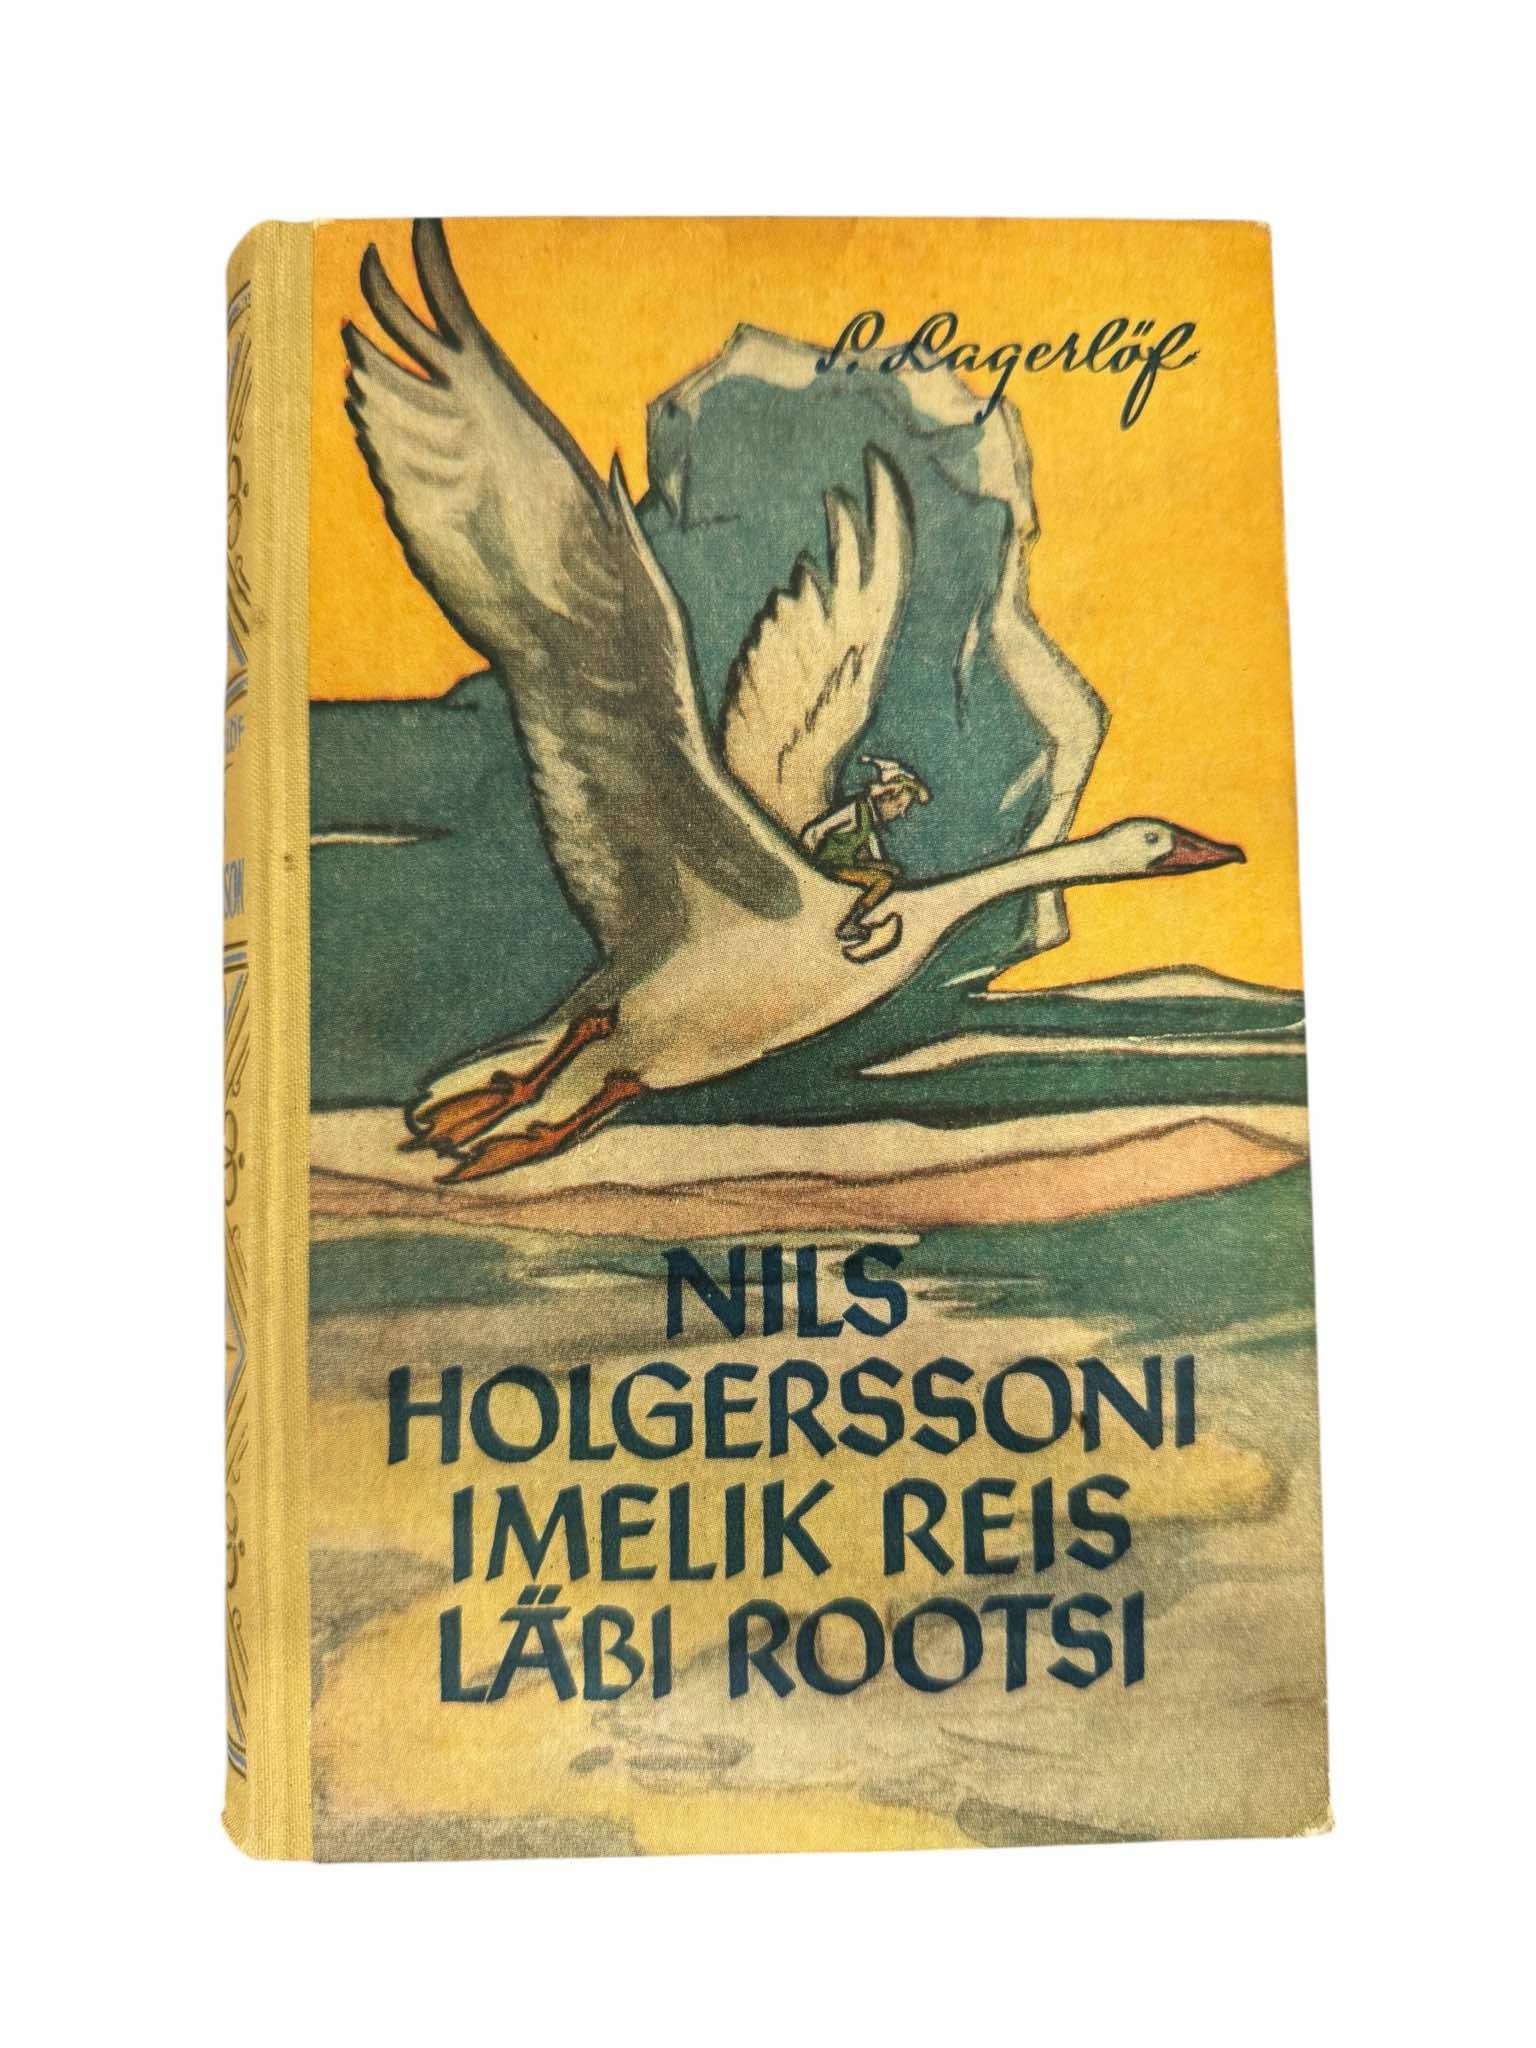 S. Lagerlöf
NILS
HOLGERSSONI
IMELIK REIS
LÄBI ROOTSI